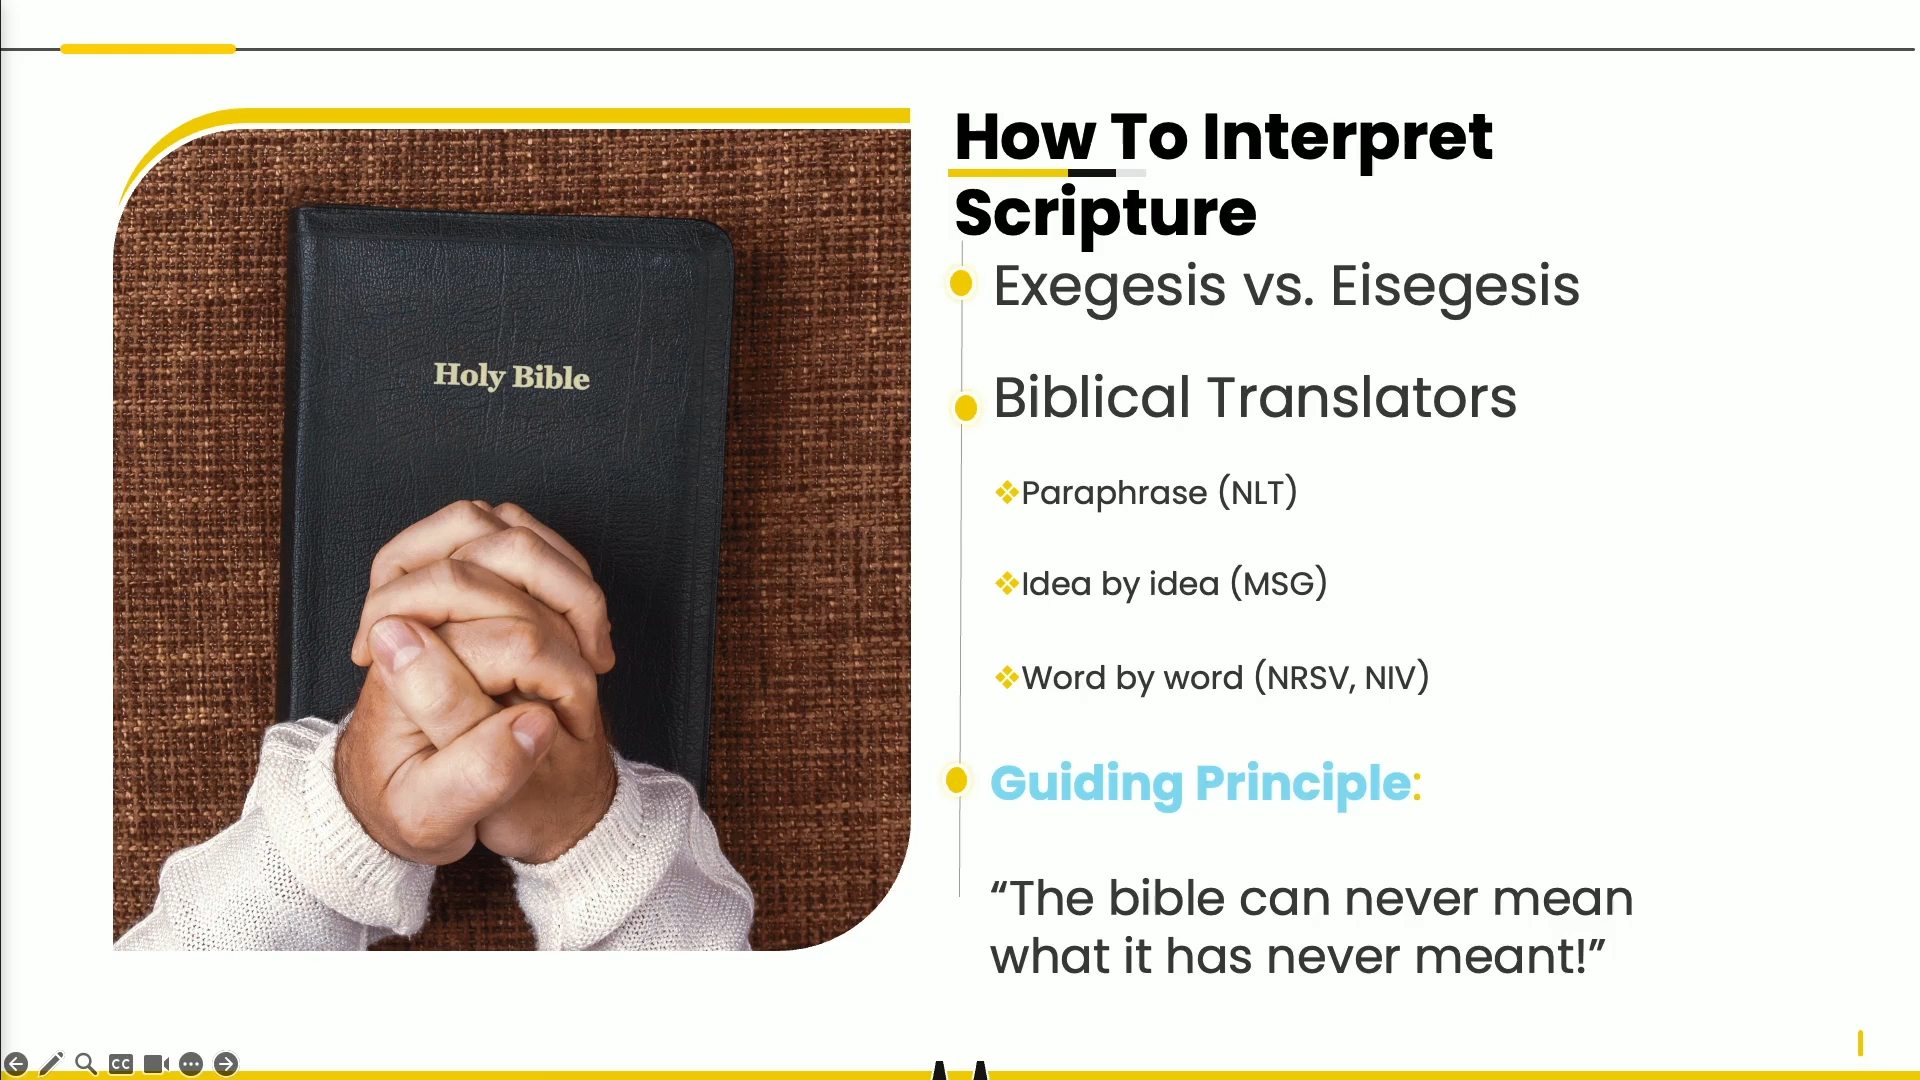 How To Interpret
Scripture
Exegesis vs. Eisegesis
Holy Bible
Biblical Translators
Paraphrase (NLT)
Idea by idea (MSG)
Word by word (NRSV, NIV)
Guiding Principle:
“The bible can never mean
what it has never meant!”
CC